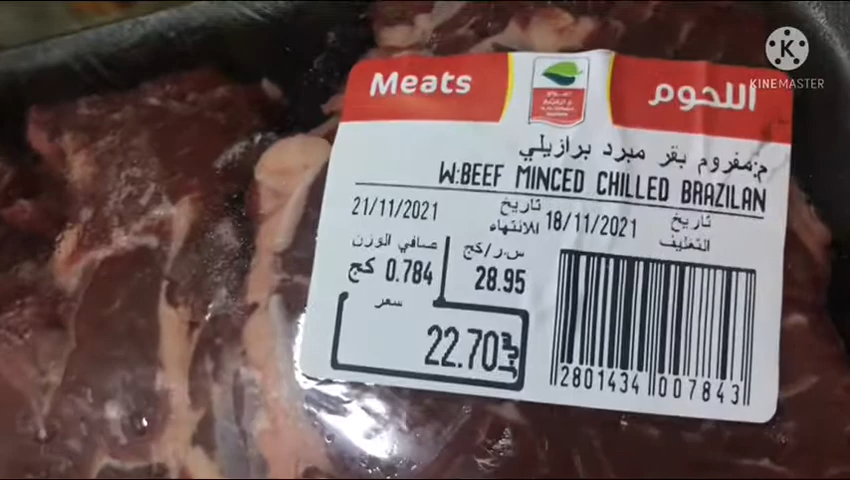 KINEMASTER
Meats
اللحوم
م:مفروم بقر مبرد برازيلي
W:BEEF MINCED CHILLED BRAZILAN
تاريخ التغليف 18/11/2021
تاريخ الانتهاء 21/11/2021
س.ر/كج 28.95
صافي الوزن 0.784 كج
سعر
22.70
2801434 007843